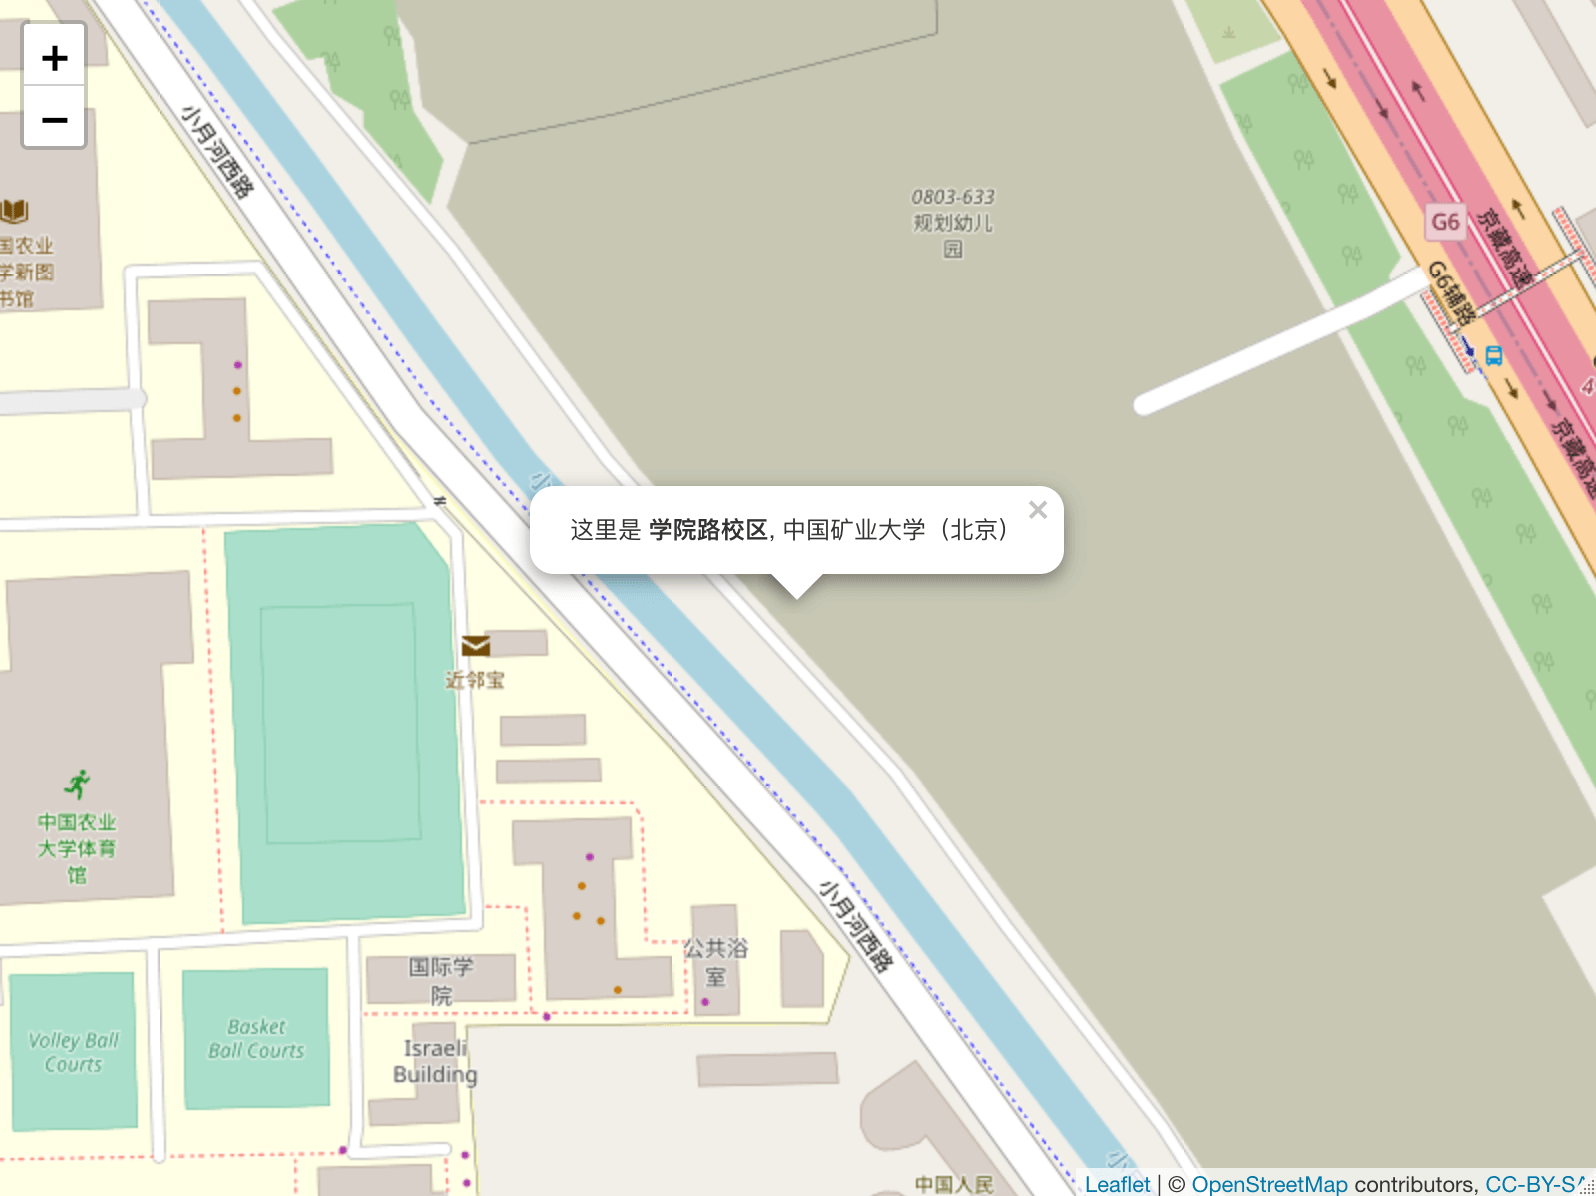 +
−
小月河西路
国农业
学新图
书馆
0803-633
规划幼儿
园
G6
京藏高速
G6辅路
京藏高速
4
小
这里是 学院路校区, 中国矿业大学（北京）
×
近邻宝
中国农业
大学体育
馆
小月河西路
公共浴
室
国际学
院
Volley Ball
Courts
Basket
Ball Courts
Israeli
Building
小
中国人民
Leaflet | © OpenStreetMap contributors, CC-BY-SA